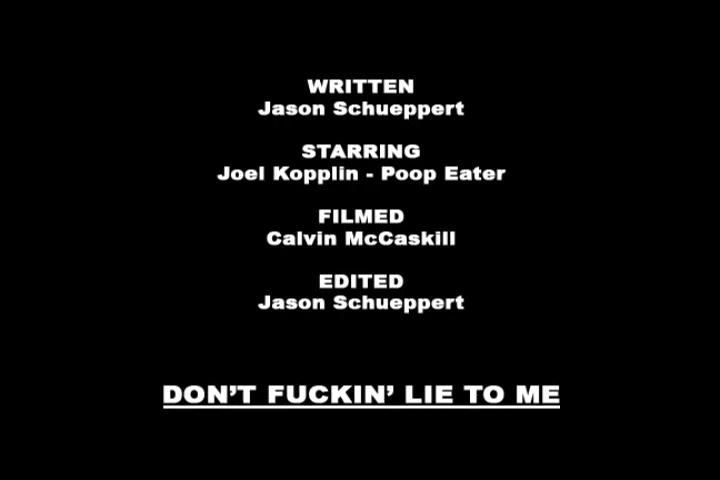 WRITTEN
Jason Schueppert
STARRING
Joel Kopplin - Poop Eater
FILMED
Calvin McCaskill
EDITED
Jason Schueppert
DON'T FUCKIN' LIE TO ME